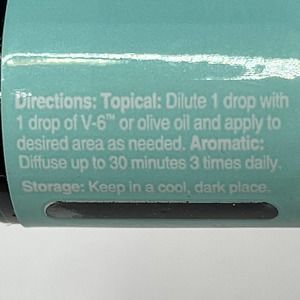 Directions: Topical: Dilute 1 drop with
1 drop of V-6™ or olive oil and apply to
desired area as needed. Aromatic:
Diffuse up to 30 minutes 3 times daily.
Storage: Keep in a cool, dark place.